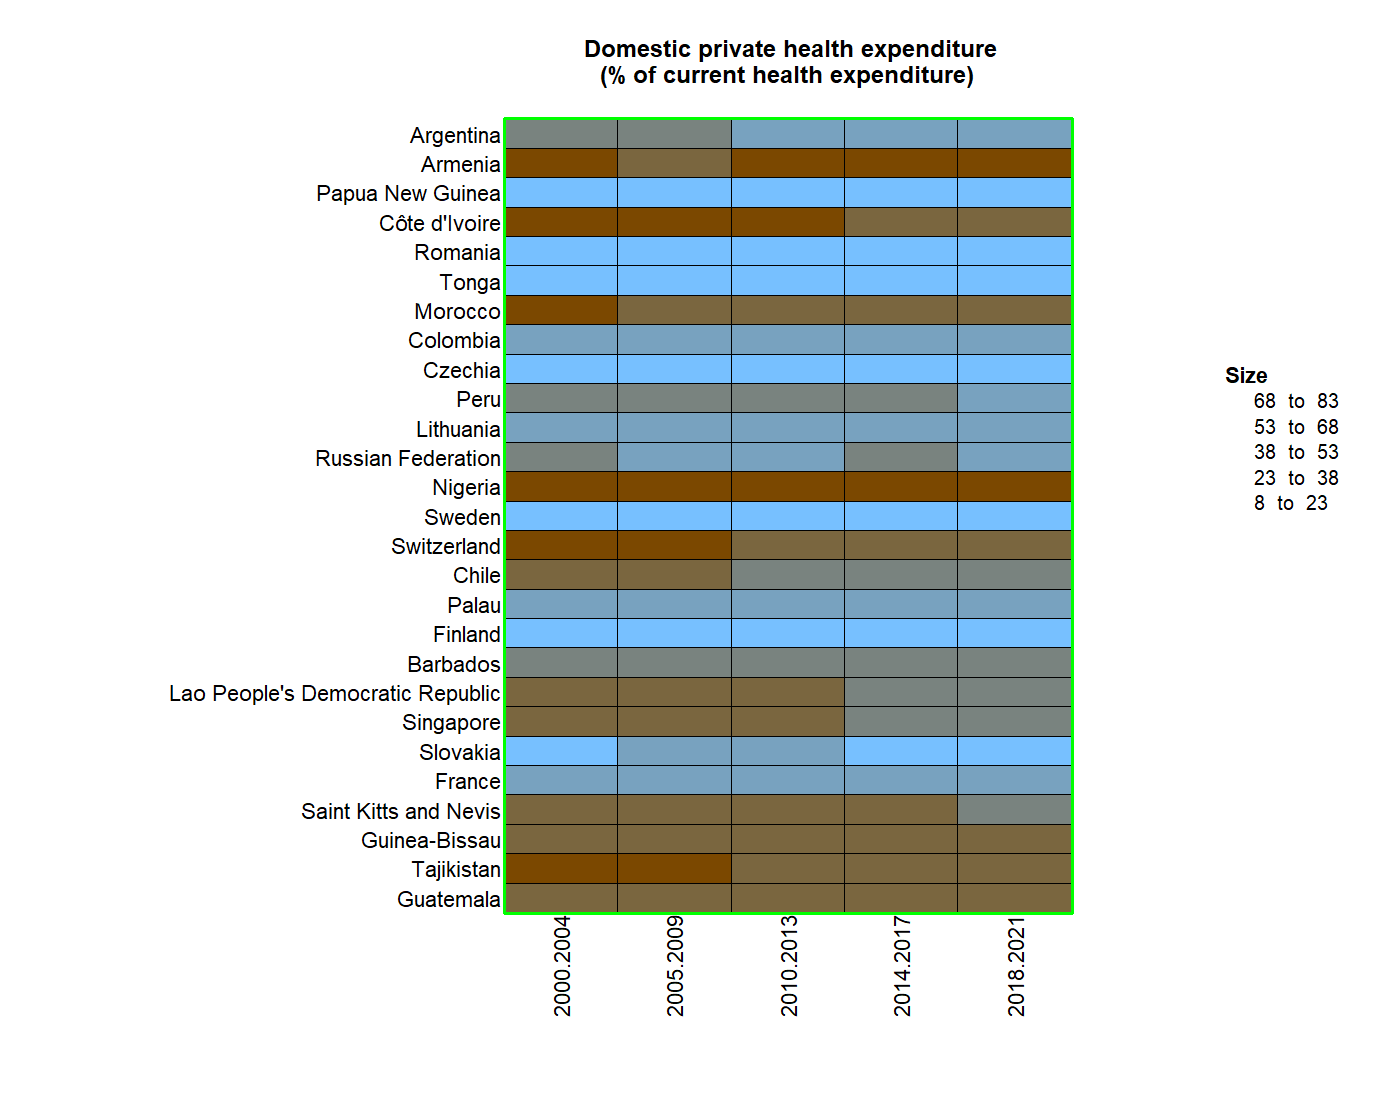 Domestic private health expenditure
(% of current health expenditure)
Argentina
Armenia
Papua New Guinea
Côte d'Ivoire
Romania
Tonga
Morocco
Colombia
Czechia
Peru
Lithuania
Russian Federation
Nigeria
Sweden
Switzerland
Chile
Palau
Finland
Barbados
Lao People's Democratic Republic
Singapore
Slovakia
France
Saint Kitts and Nevis
Guinea-Bissau
Tajikistan
Guatemala
2000.2004
2005.2009
2010.2013
2014.2017
2018.2021
Size
68 to 83
53 to 68
38 to 53
23 to 38
8 to 23